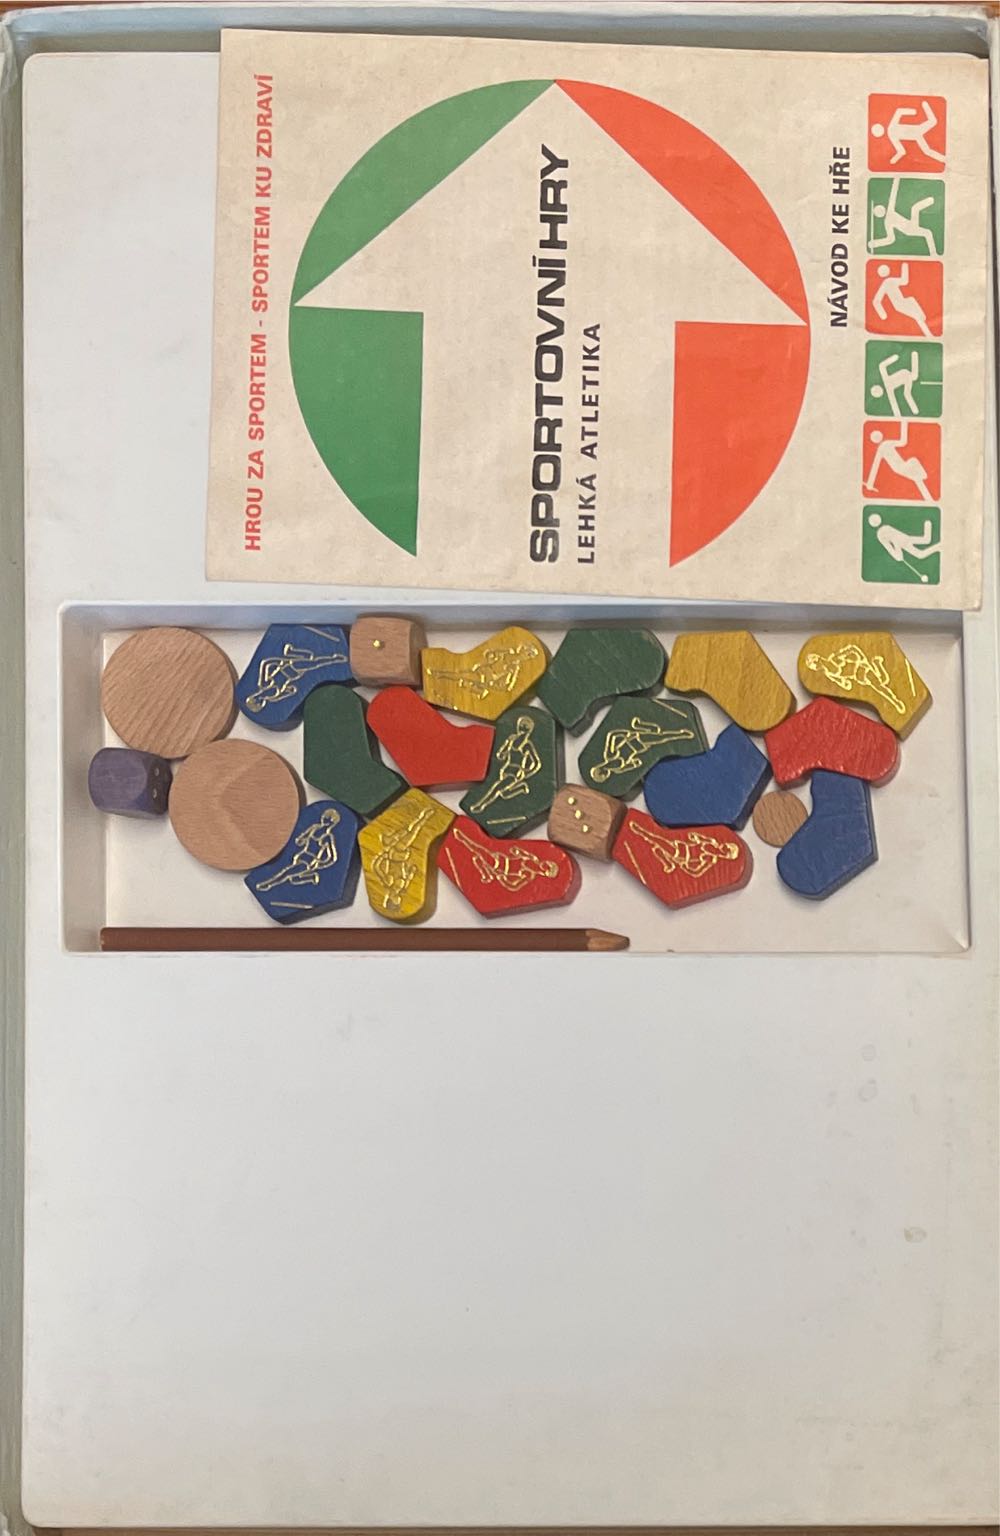 HROU ZA SPORTEM - SPORTEM KU ZDRAVÍ
SPORTOVNÍ HRY
LEHKÁ ATLETIKA
NÁVOD KE HŘE